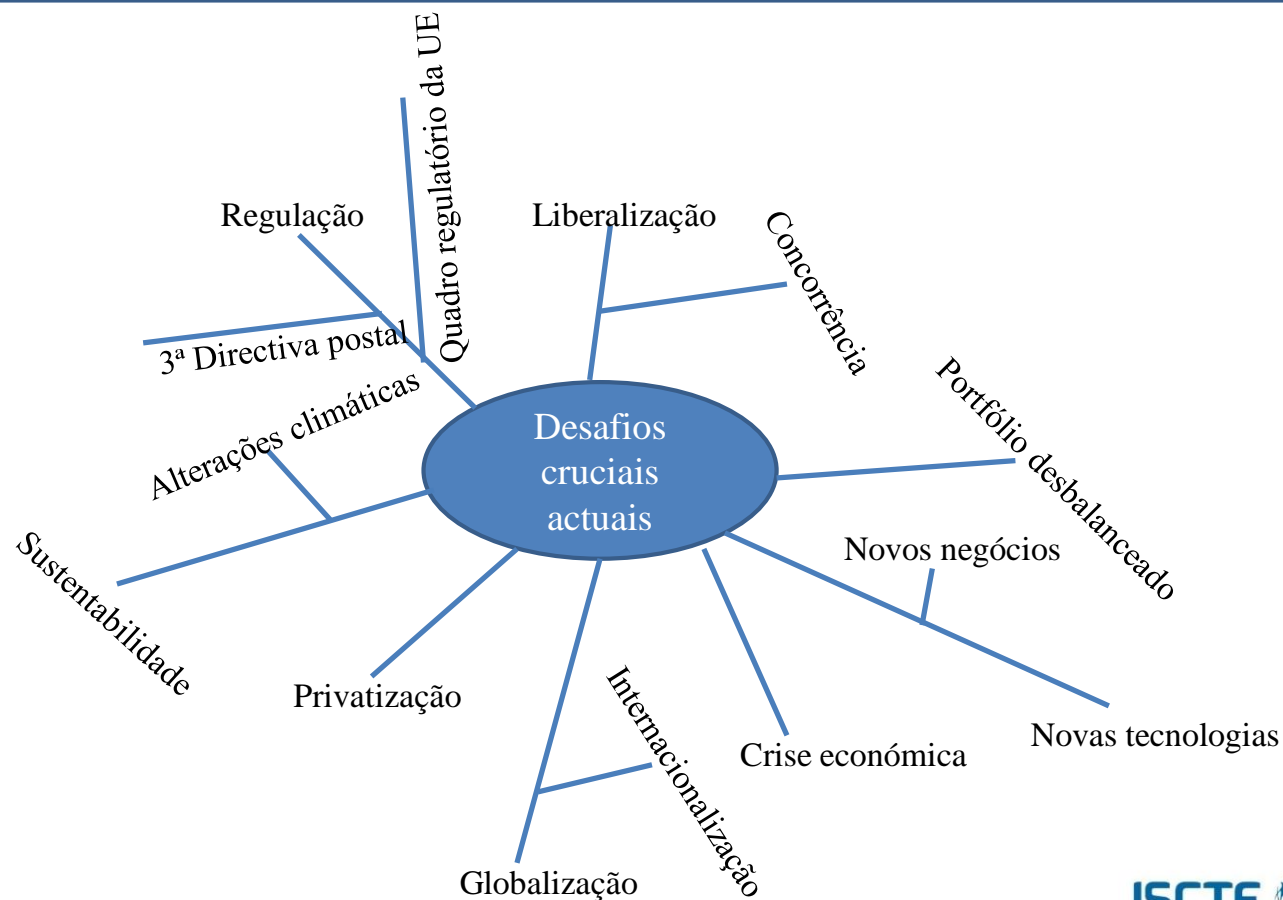 Quadro regulatório da UE
Regulação
Liberalização
Concorrência
3ª Directiva postal
Alterações climáticas
Desafios
cruciais
actuais
Portfólio desbalanceado
Novos negócios
Sustentabilidade
Privatização
Internacionalização
Crise económica
Novas tecnologias
Globalização
ISCTE